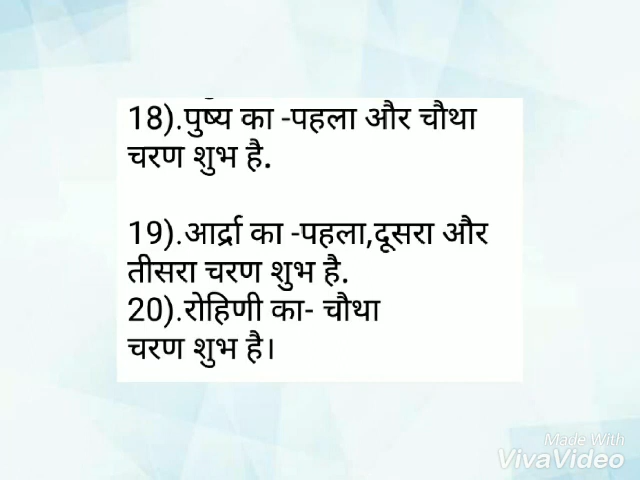 18).पुष्य का -पहला और चौथा
चरण शुभ है.
19).आर्द्रा का -पहला,दूसरा और
तीसरा चरण शुभ है.
20).रोहिणी का- चौथा
चरण शुभ है।
Made With
VivaVideo